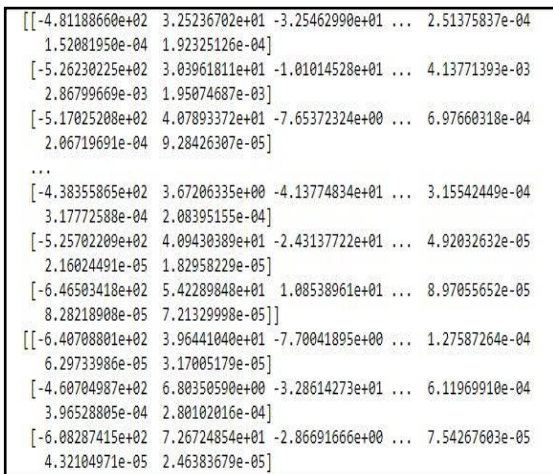 [[-4.81188660e+02 3.25236702e+01 -3.25462990e+01 ... 2.51375837e-04
1.52081950e-04 1.92325126e-04]
[-5.26230225e+02 3.03961811e+01 -1.01014528e+01 ... 4.13771393e-03
2.86799669e-03 1.95074687e-03]
[-5.17025208e+02 4.07893372e+01 -7.65372324e+00 ... 6.97660318e-04
2.06719691e-04 9.28426307e-05]
...
[-4.38355865e+02 3.67206335e+00 -4.13774834e+01 ... 3.15542449e-04
3.17772588e-04 2.08395155e-04]
[-5.25702209e+02 4.09430389e+01 -2.43137722e+01 ... 4.92032632e-05
2.16024491e-05 1.82958229e-05]
[-6.46503418e+02 5.42289848e+01 1.08538961e+01 ... 8.97055652e-05
8.28218908e-05 7.21329998e-05]]
[[-6.40708801e+02 3.96441040e+01 -7.70041895e+00 ... 1.27587264e-04
6.29733986e-05 3.17005179e-05]
[-4.60704987e+02 6.80350590e+00 -3.28614273e+01 ... 6.11969910e-04
3.96528805e-04 2.80102016e-04]
[-6.08287415e+02 7.26724854e+01 -2.86691666e+00 ... 7.54267603e-05
4.32104971e-05 2.46383679e-05]